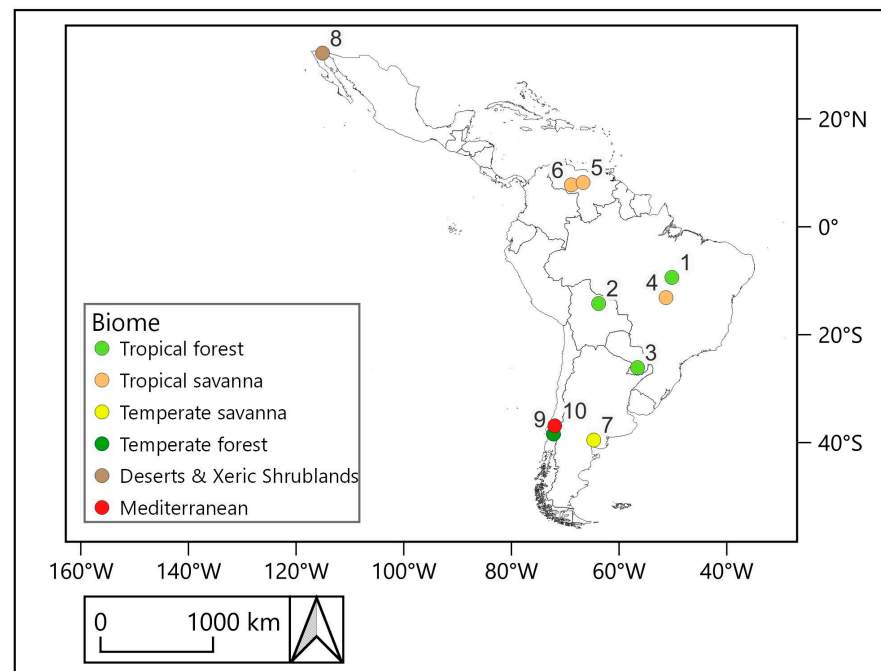 8
20°N
6 5
0°
1
4
2
20°S
3
9 10 7
40°S
Biome
Tropical forest
Tropical savanna
Temperate savanna
Temperate forest
Deserts & Xeric Shrublands
Mediterranean
160°W 140°W 120°W 100°W 80°W 60°W 40°W
0 1000 km